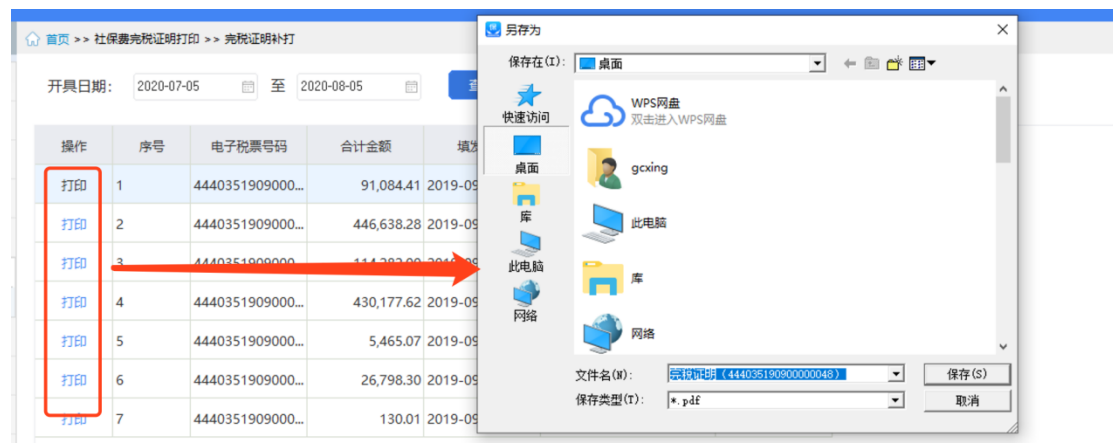 首页 >> 社保费完税证明打印 >> 完税证明补打
开具日期: 2020-07-05 至 2020-08-05
操作 序号 电子税票号码 合计金额
打印 1 4440351909000... 91,084.41 2019-09
打印 2 4440351909000... 446,638.28 2019-09
打印 3
打印 4 4440351909000... 430,177.62 2019-09
打印 5 4440351909000... 5,465.07 2019-09
打印 6 4440351909000... 26,798.30 2019-09
打印 7 4440351909000... 130.01 2019-09
另存为
保存在(I): 桌面
快速访问
桌面
库
此电脑
网络
WPS网盘
双击进入WPS网盘
gcxing
此电脑
库
网络
文件名(N): 完税证明(444035190900000048) 保存(S)
保存类型(T): *.pdf 取消